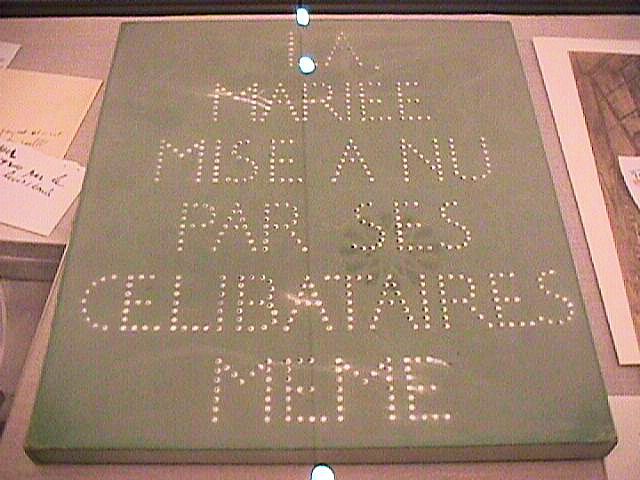 LA
MARIEE
MISE A NU
PAR SES
CELIBATAIRES
MEME